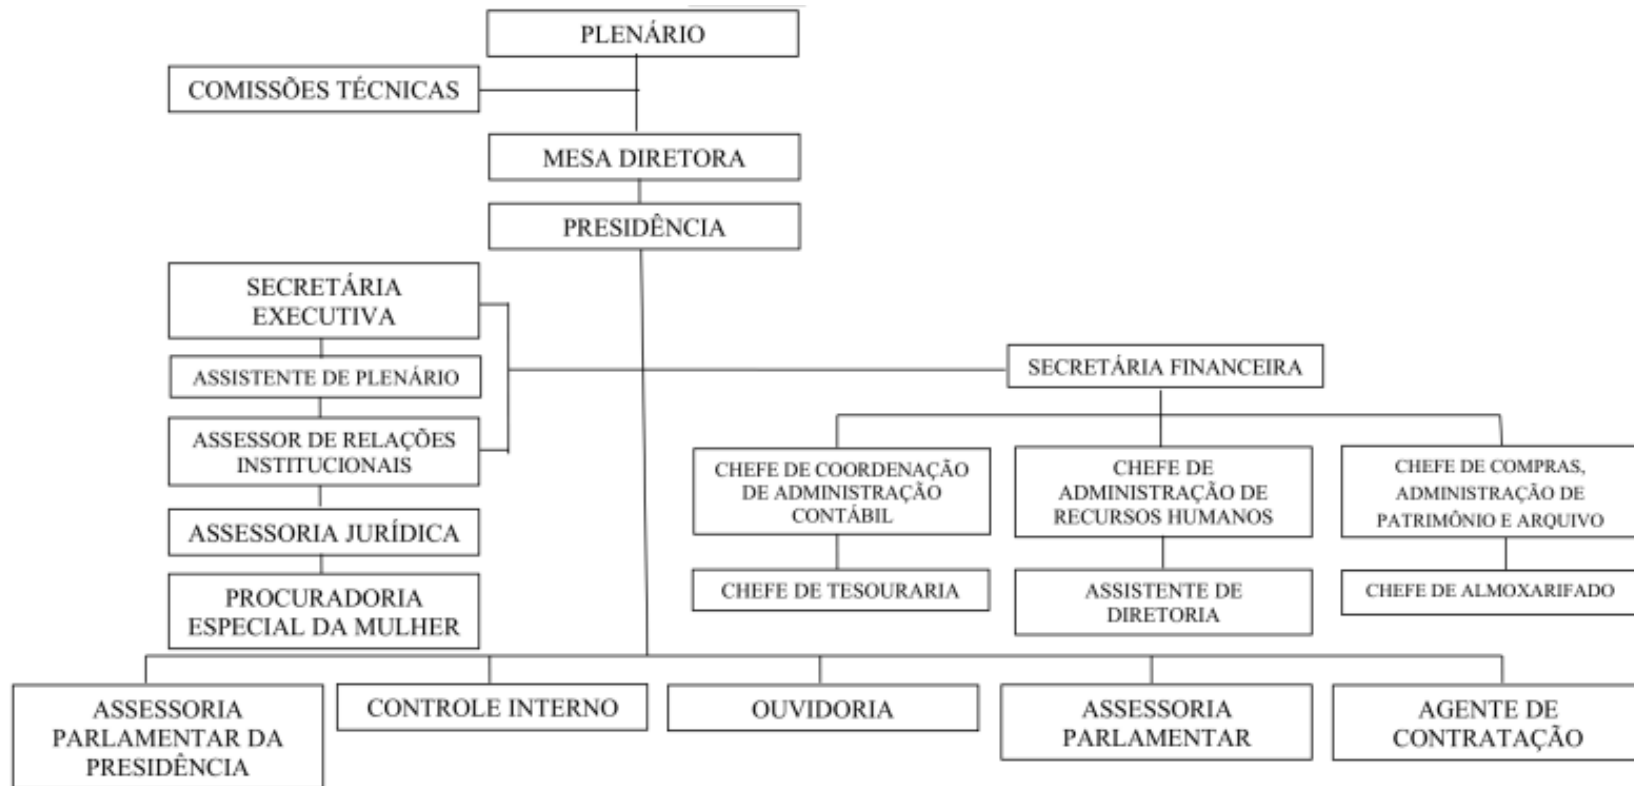 PLENÁRIO
COMISSÕES TÉCNICAS
MESA DIRETORA
PRESIDÊNCIA
SECRETÁRIA
EXECUTIVA
ASSISTENTE DE PLENÁRIO
ASSESSOR DE RELAÇÕES
INSTITUCIONAIS
ASSESSORIA JURÍDICA
PROCURADORIA
ESPECIAL DA MULHER
SECRETÁRIA FINANCEIRA
CHEFE DE COORDENAÇÃO
DE ADMINISTRAÇÃO
CONTÁBIL
CHEFE DE TESOURARIA
CHEFE DE
ADMINISTRAÇÃO DE
RECURSOS HUMANOS
ASSISTENTE DE
DIRETORIA
CHEFE DE COMPRAS,
ADMINISTRAÇÃO DE
PATRIMÔNIO E ARQUIVO
CHEFE DE ALMOXARIFADO
ASSESSORIA
PARLAMENTAR DA
PRESIDÊNCIA
CONTROLE INTERNO
OUVIDORIA
ASSESSORIA
PARLAMENTAR
AGENTE DE
CONTRATAÇÃO